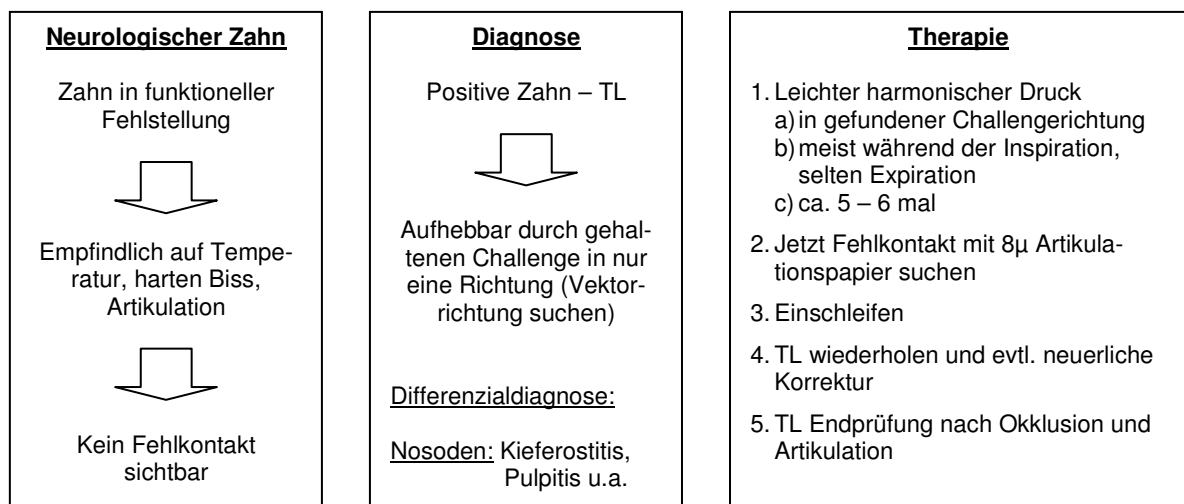 Neurologischer Zahn
Zahn in funktioneller
Fehlstellung
Empfindlich auf Tempe-
ratur, harten Biss,
Artikulation
Kein Fehlkontakt
sichtbar
Diagnose
Positive Zahn – TL
Aufhebbar durch gehal-
tenen Challenge in nur
eine Richtung (Vektor-
richtung suchen)
Differenzialdiagnose:
Nosoden: Kieferostitis,
Pulpitis u.a.
Therapie
1. Leichter harmonischer Druck
a) in gefundener Challengerichtung
b) meist während der Inspiration,
selten Expiration
c) ca. 5 – 6 mal
2. Jetzt Fehlkontakt mit 8µ Artikula-
tionspapier suchen
3. Einschleifen
4. TL wiederholen und evtl. neuerliche
Korrektur
5. TL Endprüfung nach Okklusion und
Artikulation